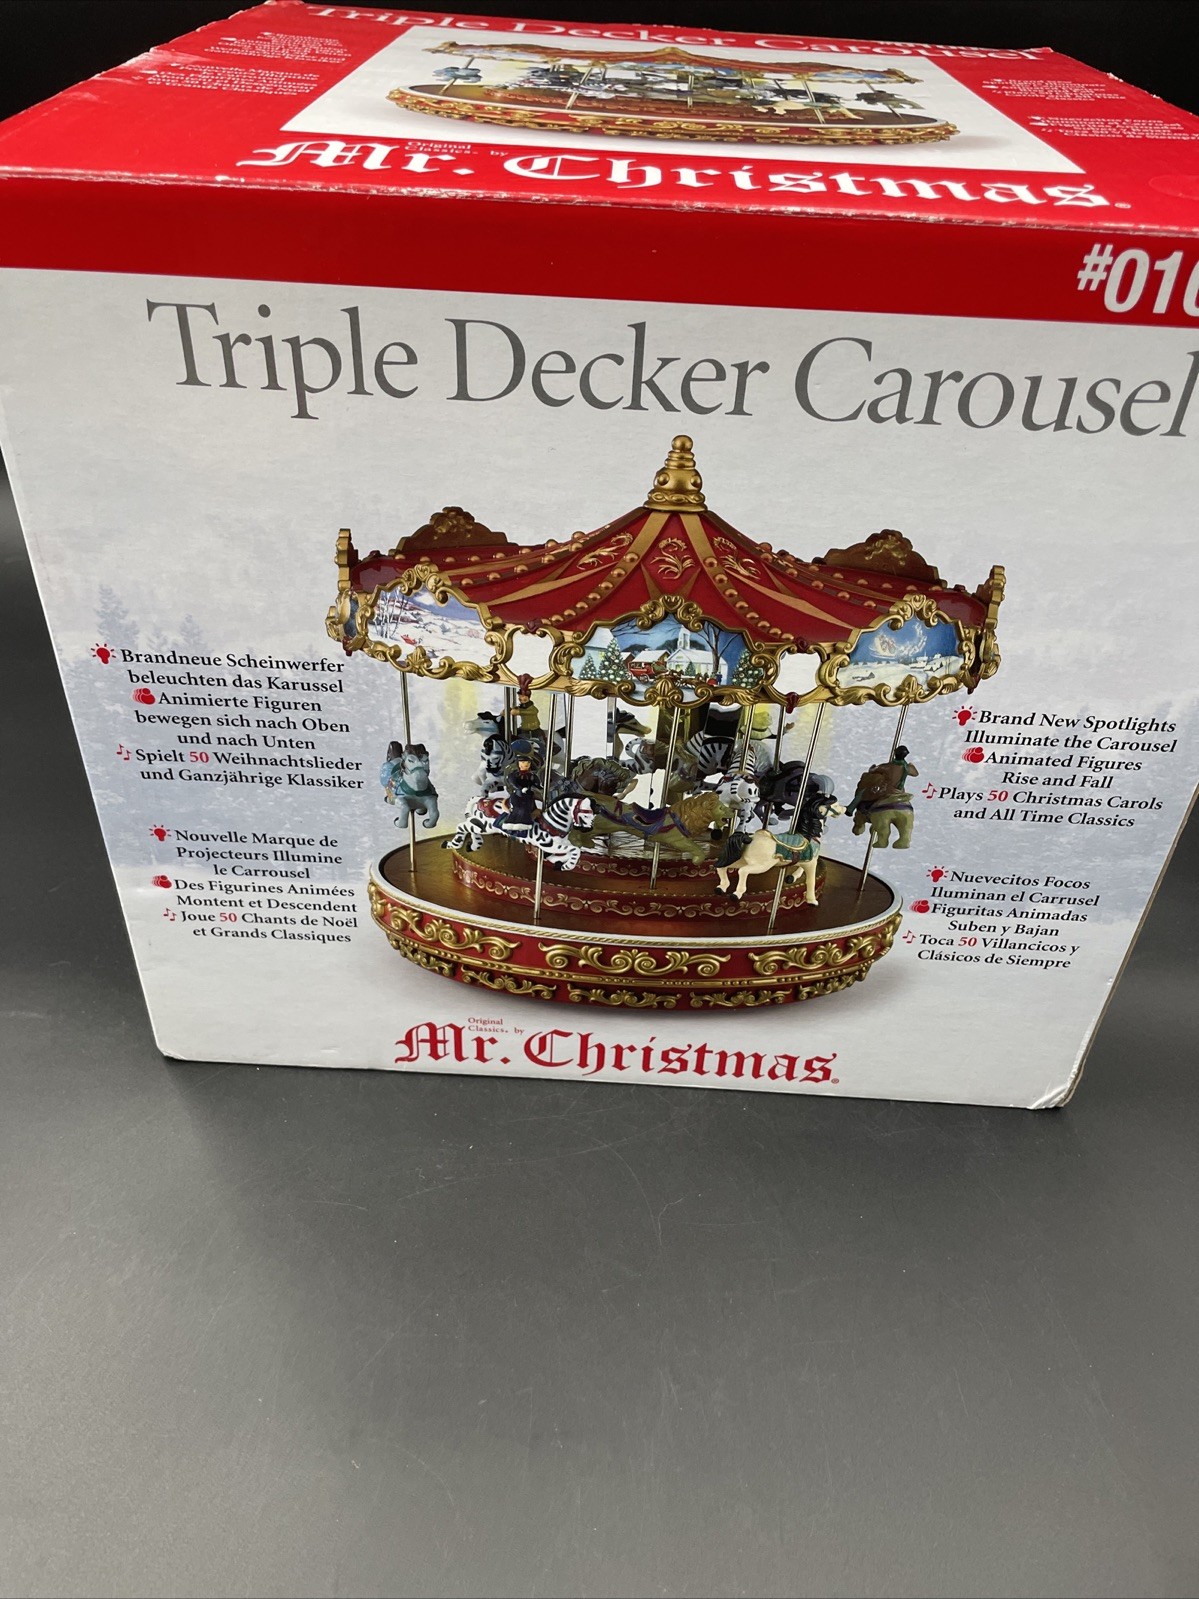 Triple Decker Carousel
Original
Classics® by
Mr. Christmas®
#010
Triple Decker Carousel
Brandneue Scheinwerfer
beleuchten das Karussel
Animierte Figuren
bewegen sich nach Oben
und nach Unten
Spielt 50 Weihnachtslieder
und Ganzjährige Klassiker
Nouvelle Marque de
Projecteurs Illumine
le Carrousel
Des Figurines Animées
Montent et Descendent
Joue 50 Chants de Noël
et Grands Classiques
Brand New Spotlights
Illuminate the Carousel
Animated Figures
Rise and Fall
Plays 50 Christmas Carols
and All Time Classics
Nuevecitos Focos
Iluminan el Carrusel
Figuritas Animadas
Suben y Bajan
Toca 50 Villancicos y
Clásicos de Siempre
Original
Classics® by
Mr. Christmas®